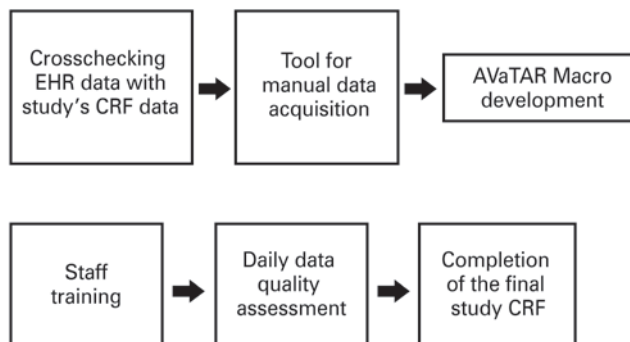 Crosschecking
EHR data with
study's CRF data
Tool for
manual data
acquisition
AVaTAR Macro
development
Staff
training
Daily data
quality
assessment
Completion
of the final
study CRF